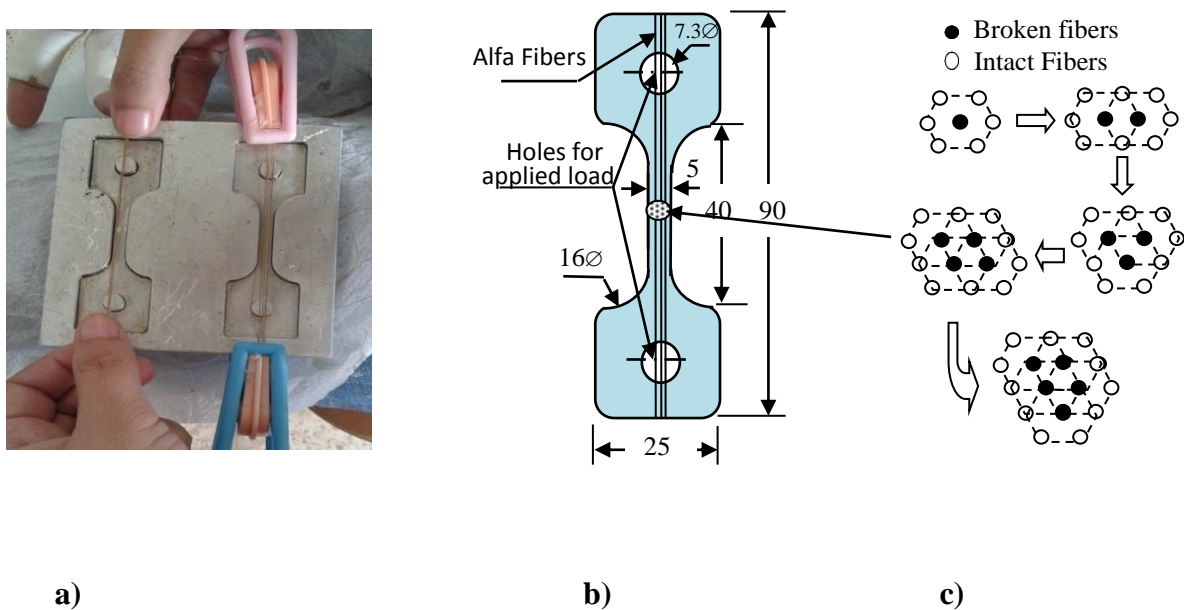 Alfa Fibers
7.3∅
Holes for
applied load
5
40
90
16∅
25
Broken fibers
Intact Fibers
a)
b)
c)